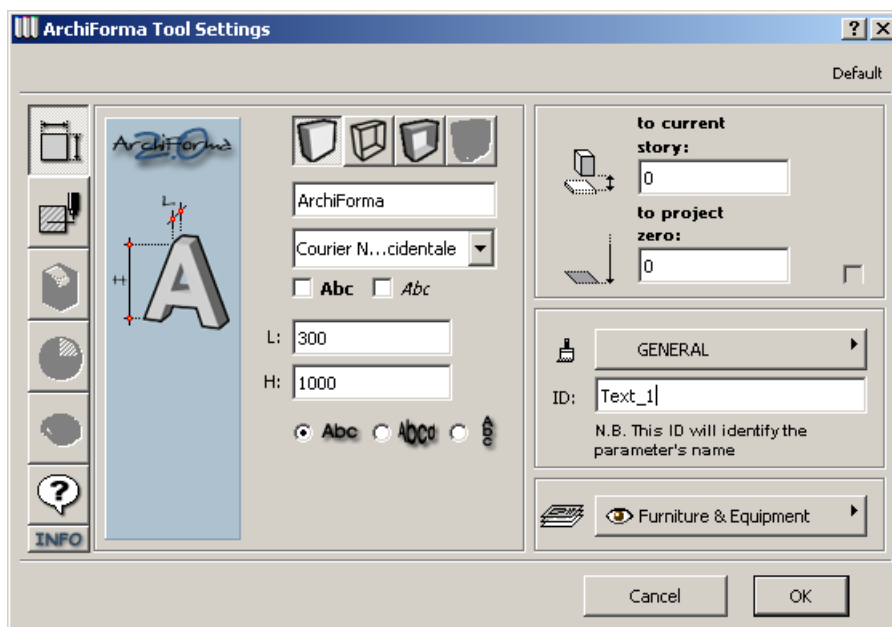 ArchiForma Tool Settings
Default
ArchiForma
2.0
L
H
A
ArchiForma
Courier N...cidentale
Abc
Abc
L:
300
H:
1000
Abc
Abcd
Abc
to current
story:
0
to project
zero:
0
GENERAL
ID:
Text_1
N.B. This ID will identify the
parameter's name
Furniture & Equipment
?
INFO
Cancel
OK